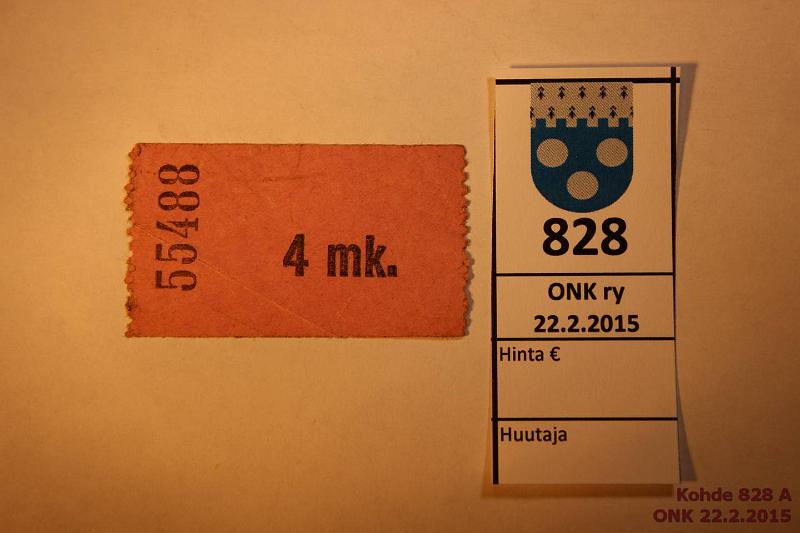 55488
4 mk.
828
ONK ry
22.2.2015
Hinta €
Huutaja
Kohde 828 A
ONK 22.2.2015